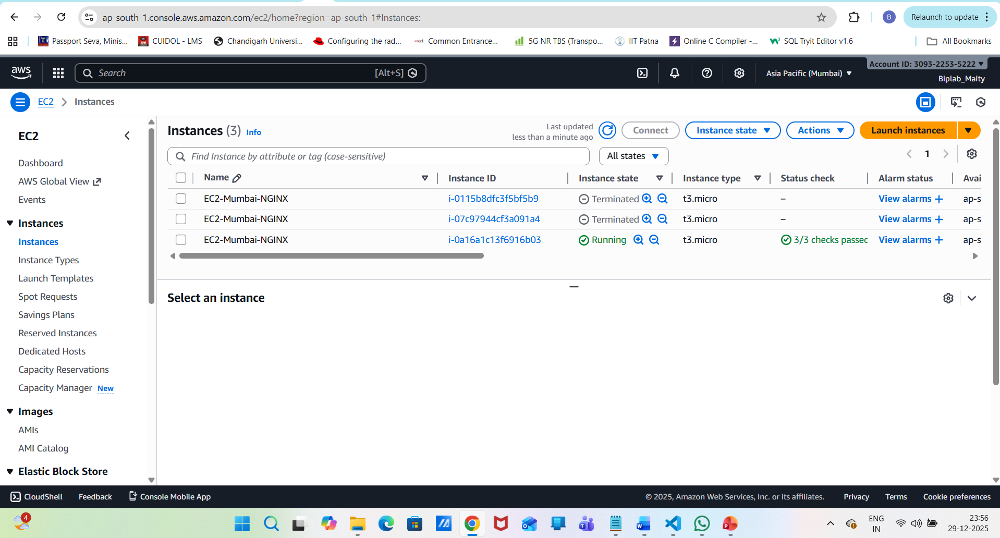 ap-south-1.console.aws.amazon.com/ec2/home?region=ap-south-1#Instances:
B
Relaunch to update
Passport Seva, Minis...
CUIDOL - LMS
Chandigarh Universi...
Configuring the rad...
Common Entrance...
5G NR TBS (Transpo...
IIT Patna
Online C Compiler -...
SQL Tryit Editor v1.6
All Bookmarks
aws
Search
[Alt+S]
Asia Pacific (Mumbai)
Account ID: 3093-2253-5222
Biplab_Maity
EC2
Instances
EC2
Dashboard
AWS Global View
Events
Instances
Instances
Instance Types
Launch Templates
Spot Requests
Savings Plans
Reserved Instances
Dedicated Hosts
Capacity Reservations
Capacity Manager New
Images
AMIs
AMI Catalog
Elastic Block Store
Instances (3) Info
Last updated
less than a minute ago
Connect
Instance state
Actions
Launch instances
Find Instance by attribute or tag (case-sensitive)
All states
1
Name Instance ID Instance state Instance type Status check Alarm status Avai
EC2-Mumbai-NGINX i-0115b8dfc3f5bf5b9 Terminated t3.micro – View alarms + ap-s
EC2-Mumbai-NGINX i-07c97944cf3a091a4 Terminated t3.micro – View alarms + ap-s
EC2-Mumbai-NGINX i-0a16a1c13f6916b03 Running t3.micro 3/3 checks passed View alarms + ap-s
Select an instance
CloudShell
Feedback
Console Mobile App
© 2025, Amazon Web Services, Inc. or its affiliates.
Privacy
Terms
Cookie preferences
4
ENG
IN
23:56
29-12-2025